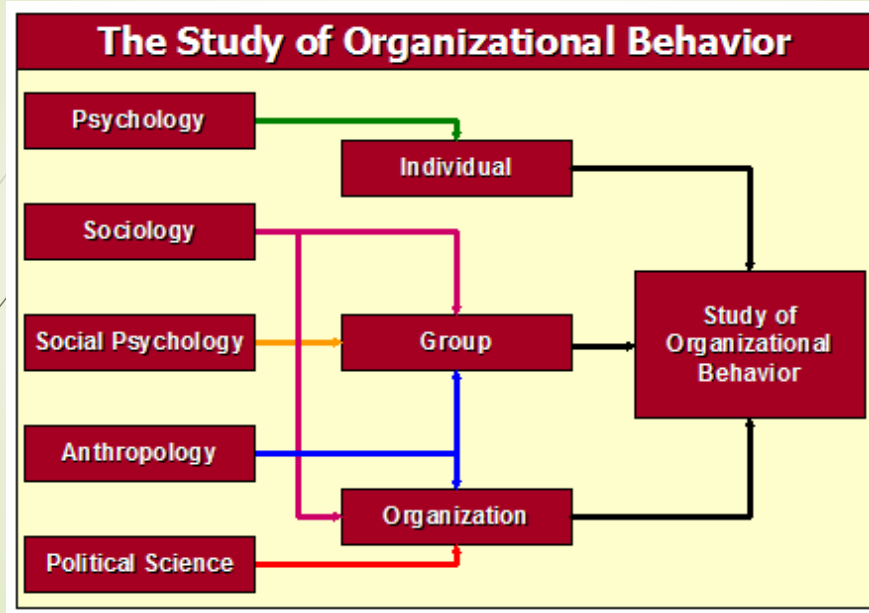 The Study of Organizational Behavior
Psychology
Individual
Sociology
Social Psychology
Group
Study of
Organizational
Behavior
Anthropology
Organization
Political Science